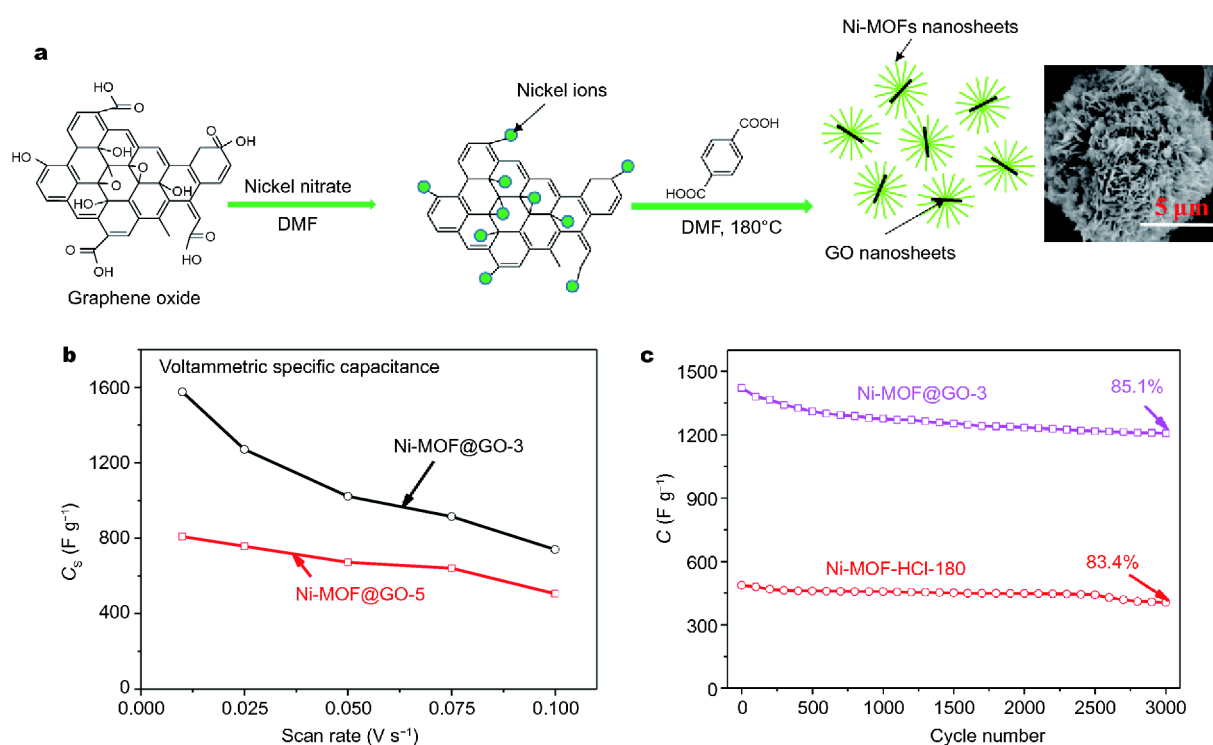 a
Ni-MOFs nanosheets
Nickel ions
HO
O
O
OH
HO
OH
O
O
OH
HO
O
O
OH
O
HO
Nickel nitrate
DMF
Graphene oxide
COOH
HOOC
DMF, 180°C
GO nanosheets
5 μm
b
Voltammetric specific capacitance
Ni-MOF@GO-3
Ni-MOF@GO-5
Cs (F g⁻¹)
1600
1200
800
400
0
0.000 0.025 0.050 0.075 0.100
Scan rate (V s⁻¹)
c
Ni-MOF@GO-3
85.1%
Ni-MOF-HCl-180
83.4%
C (F g⁻¹)
1500
1200
900
600
300
0
0 500 1000 1500 2000 2500 3000
Cycle number